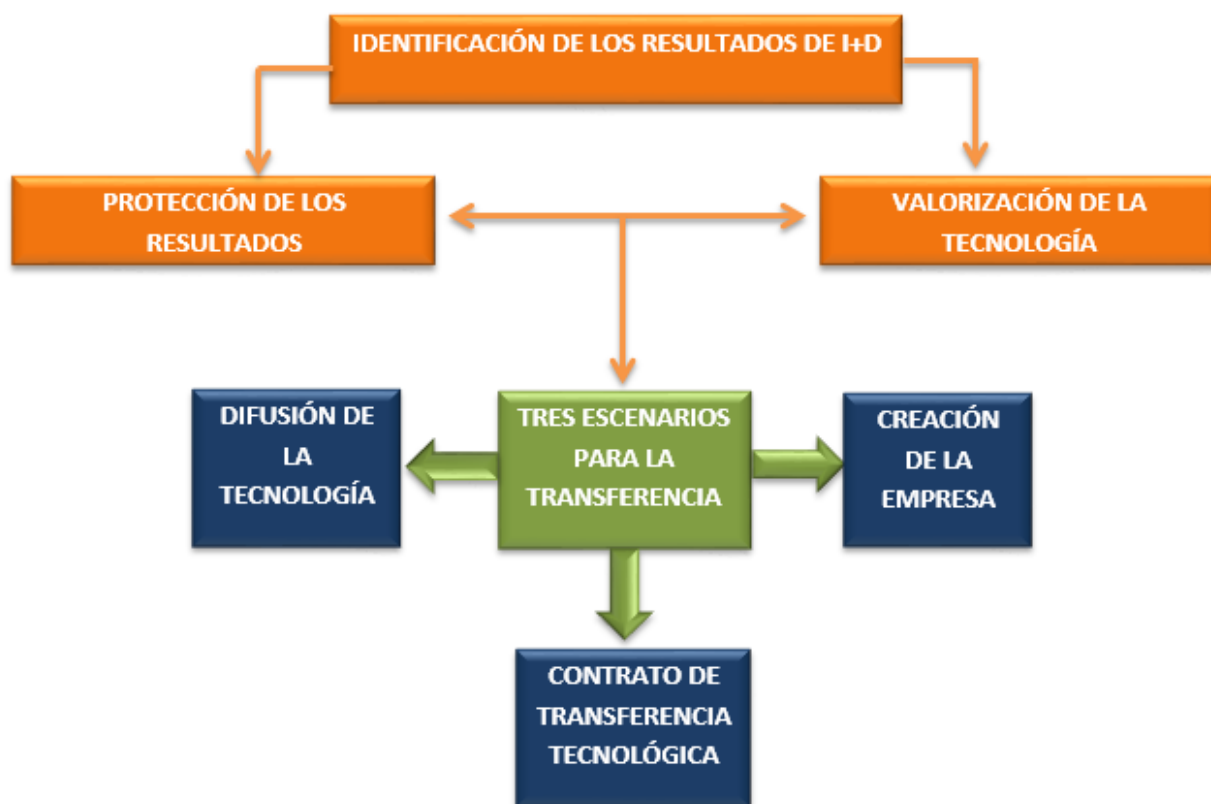 IDENTIFICACIÓN DE LOS RESULTADOS DE I+D
PROTECCIÓN DE LOS
RESULTADOS
VALORIZACIÓN DE LA
TECNOLOGÍA
DIFUSIÓN DE
LA
TECNOLOGÍA
TRES ESCENARIOS
PARA LA
TRANSFERENCIA
CREACIÓN
DE LA
EMPRESA
CONTRATO DE
TRANSFERENCIA
TECNOLÓGICA